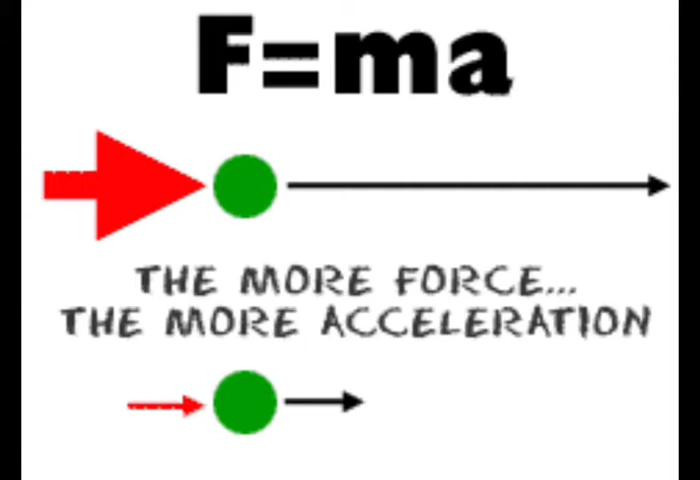 F=ma
THE MORE FORCE...
THE MORE ACCELERATION